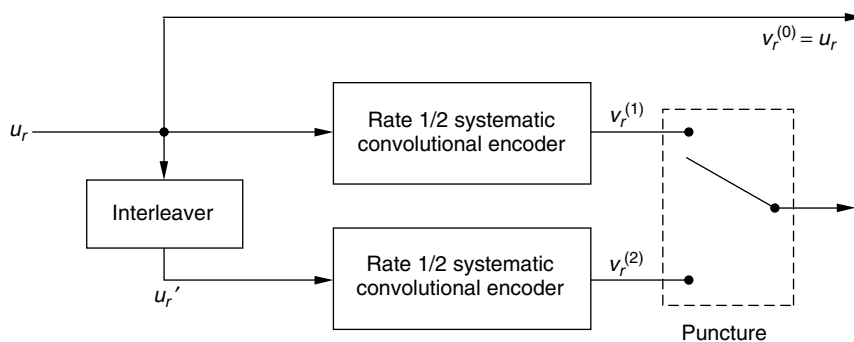 v_r^(0) = u_r
Rate 1/2 systematic
convolutional encoder
v_r^(1)
u_r
Interleaver
Rate 1/2 systematic
convolutional encoder
v_r^(2)
u_r′
Puncture